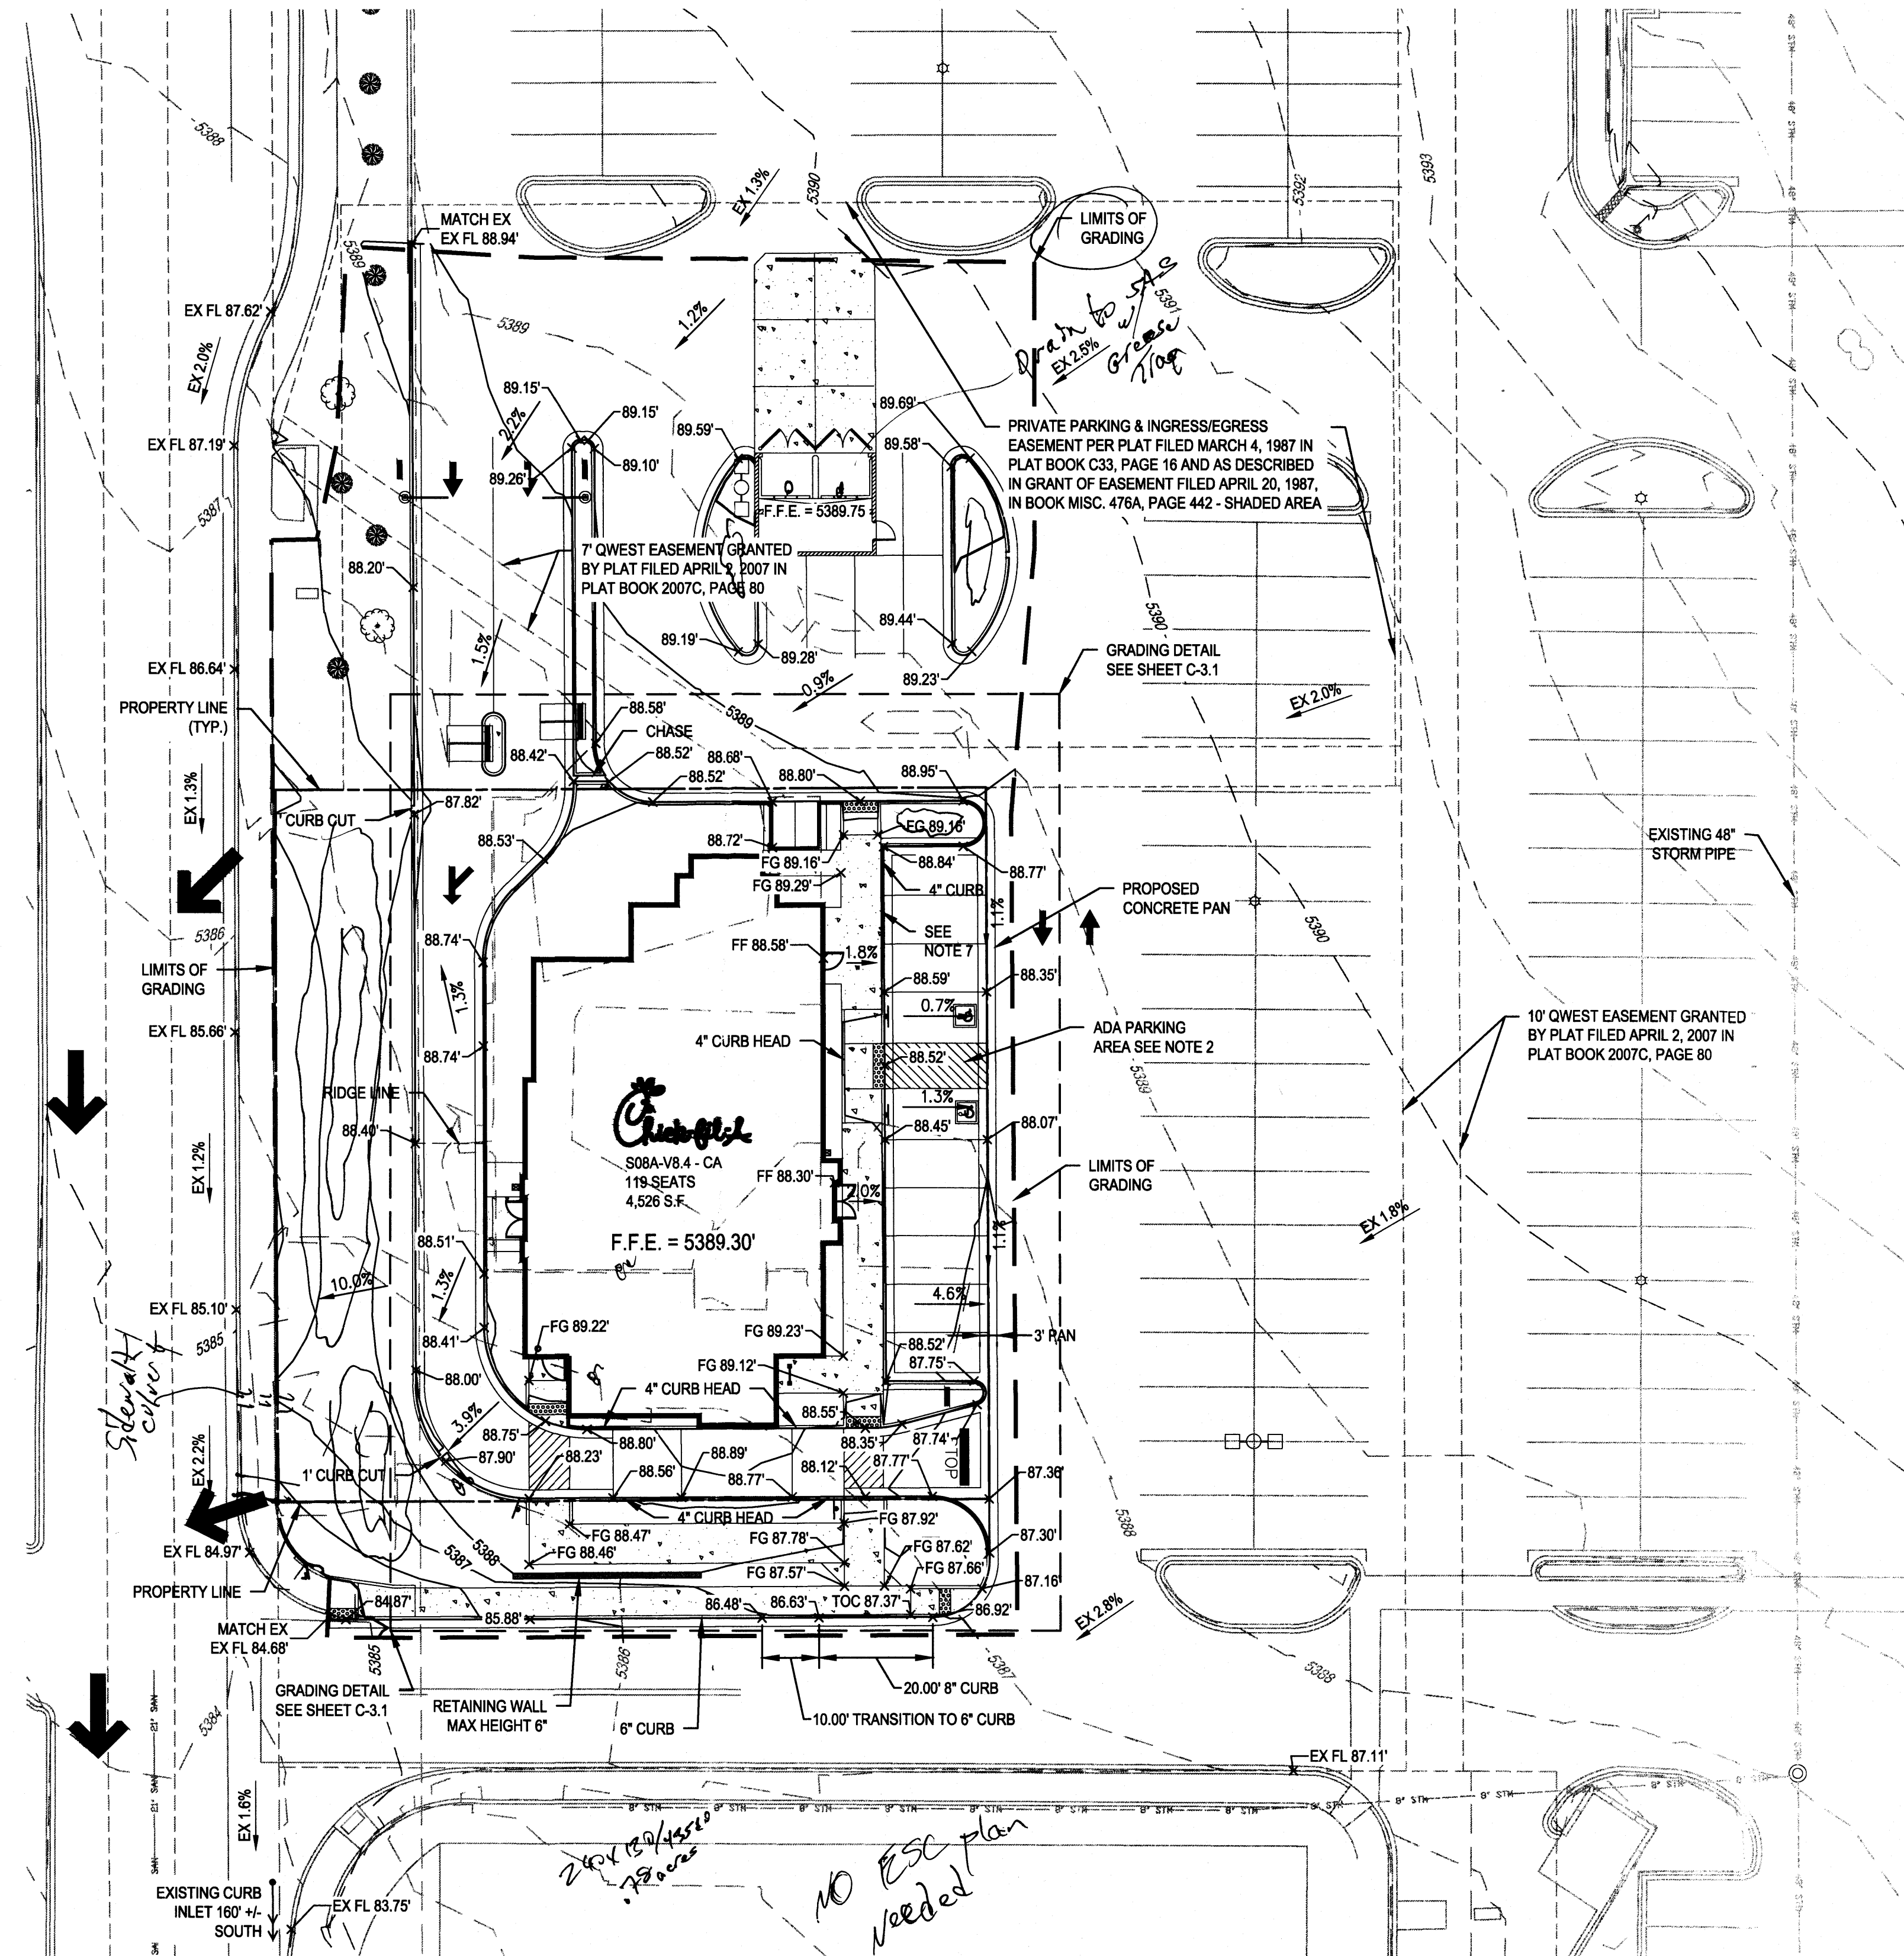 5388
EX 1.3%
5390
5392
5393
48" STM
MATCH EX
EX FL 88.94'
LIMITS OF
GRADING
5389
EX FL 87.62'
EX 2.0%
1.2%
5389
Drain to SAS
w/
Grease
Trap
5391
EX 2.5%
89.15'
89.15'
2.2%
89.10'
89.26'
89.59'
89.69'
89.58'
EX FL 87.19'
PRIVATE PARKING & INGRESS/EGRESS
EASEMENT PER PLAT FILED MARCH 4, 1987 IN
PLAT BOOK C33, PAGE 16 AND AS DESCRIBED
IN GRANT OF EASEMENT FILED APRIL 20, 1987,
IN BOOK MISC. 476A, PAGE 442 - SHADED AREA
5387
F.F.E. = 5389.75
7' QWEST EASEMENT GRANTED
BY PLAT FILED APRIL 2, 2007 IN
PLAT BOOK 2007C, PAGE 80
88.20'
1.5%
89.19'
89.28'
89.44'
89.23'
5390
EX FL 86.64'
GRADING DETAIL
SEE SHEET C-3.1
0.9%
EX 2.0%
PROPERTY LINE
(TYP.)
5389
88.58'
CHASE
88.42'
88.52'
88.52'
88.68'
88.80'
88.95'
EX 1.3%
87.82'
1' CURB CUT
88.53'
88.72'
FG 89.16'
FG 89.16'
88.84'
88.77'
FG 89.29'
4" CURB
1.1%
PROPOSED
CONCRETE PAN
EXISTING 48"
STORM PIPE
5386
88.74'
FF 88.58'
1.8%
SEE
NOTE 7
5390
LIMITS OF
GRADING
1.3%
88.59'
88.35'
0.7%
EX FL 85.66'
88.74'
4" CURB HEAD
88.52'
ADA PARKING
AREA SEE NOTE 2
10' QWEST EASEMENT GRANTED
BY PLAT FILED APRIL 2, 2007 IN
PLAT BOOK 2007C, PAGE 80
5389
RIDGE LINE
1.3%
88.40'
Chick-fil-A
88.45'
88.07'
EX 1.2%
S08A-V8.4 - CA
119 SEATS
4,526 S.F.
FF 88.30'
2.0%
LIMITS OF
GRADING
EX 1.8%
88.51'
F.F.E. = 5389.30'
1.1%
10.0%
1.3%
4.6%
EX FL 85.10'
5385
Sidewalk
culvert
88.41'
FG 89.22'
FG 89.23'
3' PAN
88.52'
87.75'
88.00'
FG 89.12'
4" CURB HEAD
3.9%
88.55'
88.75'
88.80'
88.35'
87.74'
STOP
EX 2.2%
1' CURB CUT
87.90'
88.23'
88.56'
88.89'
88.77'
88.12'
87.77'
87.36'
4" CURB HEAD
FG 88.47'
FG 87.92'
87.30'
5388
EX FL 84.97'
5387
5388
FG 88.46'
FG 87.78'
FG 87.62'
FG 87.57'
FG 87.66'
87.16'
PROPERTY LINE
84.87'
85.88'
86.48'
86.63'
TOC 87.37'
86.92'
EX 2.8%
MATCH EX
EX FL 84.68'
5385
5386
5387
5388
20.00' 8" CURB
GRADING DETAIL
SEE SHEET C-3.1
RETAINING WALL
MAX HEIGHT 6"
6" CURB
10.00' TRANSITION TO 6" CURB
5384
21" SAN
EX FL 87.11'
8" STM
EX 1.6%
240 x 130/43560
.78 acres
NO ESC plan
Needed
EXISTING CURB
INLET 160' +/-
SOUTH
EX FL 83.75'